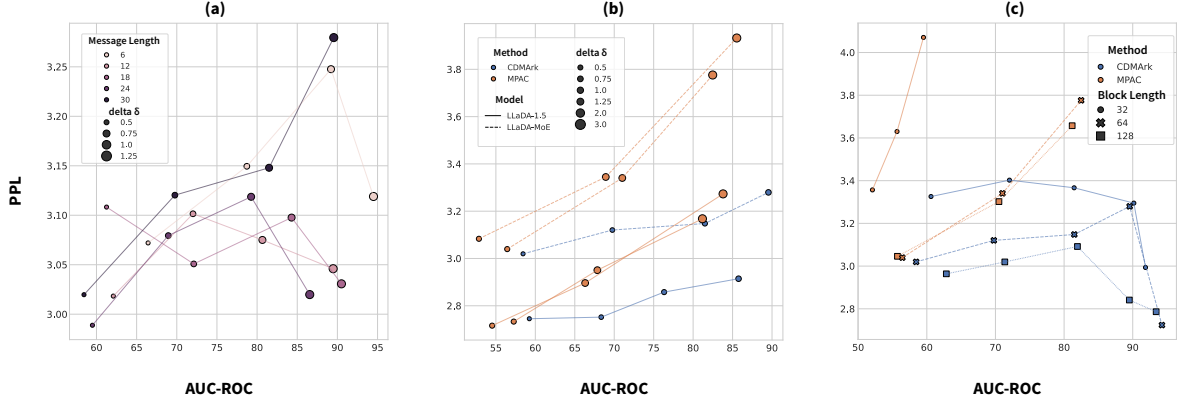 (a)
(b)
(c)
PPL
3.25
3.20
3.15
3.10
3.05
3.00
Message Length
6
12
18
24
30
delta δ
0.5
0.75
1.0
1.25
60
65
70
75
80
85
90
95
AUC-ROC
3.8
3.6
3.4
3.2
3.0
2.8
Method
CDMArk
MPAC
Model
LLaDA-1.5
LLaDA-MoE
delta δ
0.5
0.75
1.0
1.25
2.0
3.0
55
60
65
70
75
80
85
90
AUC-ROC
4.0
3.8
3.6
3.4
3.2
3.0
2.8
Method
CDMArk
MPAC
Block Length
32
64
128
50
60
70
80
90
AUC-ROC